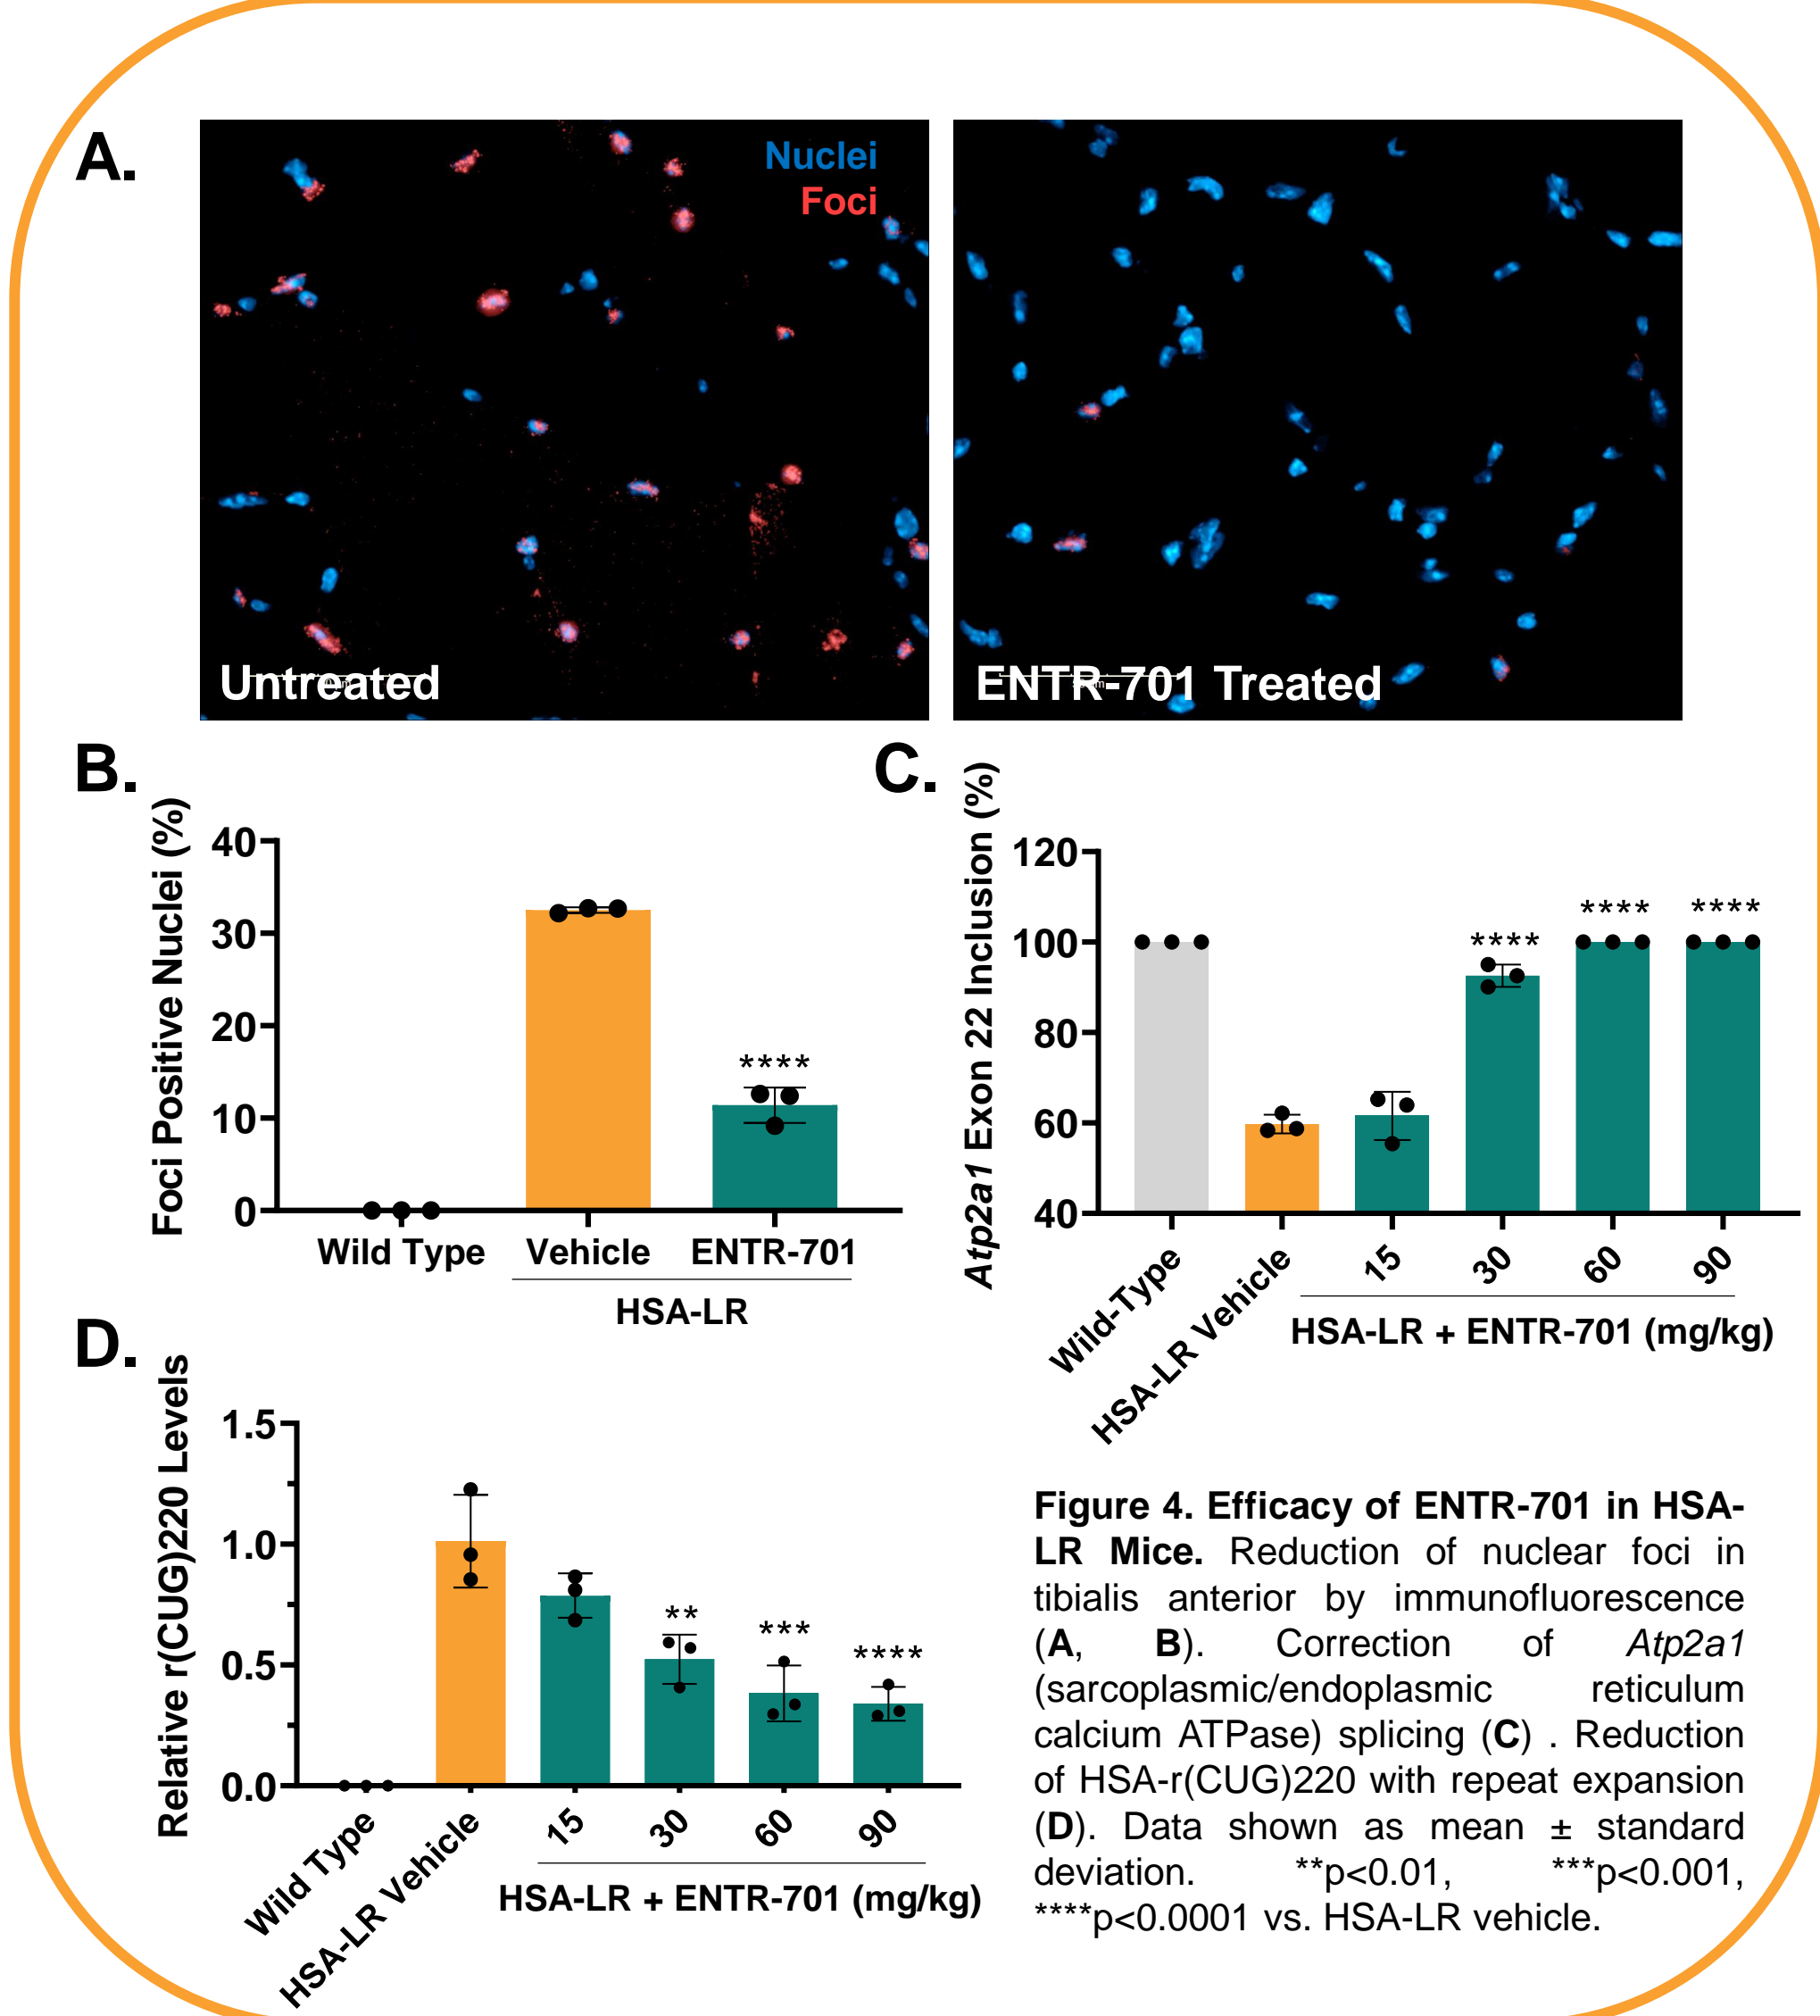 A.
Nuclei
Foci
Untreated
ENTR-701 Treated
B.
Foci Positive Nuclei (%)
40
30
20
10
0
****
Wild Type
Vehicle
ENTR-701
HSA-LR
C.
Atp2a1 Exon 22 Inclusion (%)
120
100
80
60
40
****
****
****
Wild-Type
HSA-LR Vehicle
15
30
60
90
HSA-LR + ENTR-701 (mg/kg)
D.
Relative r(CUG)220 Levels
1.5
1.0
0.5
0.0
**
***
****
Wild Type
HSA-LR Vehicle
15
30
60
90
HSA-LR + ENTR-701 (mg/kg)
Figure 4. Efficacy of ENTR-701 in HSA-
LR Mice. Reduction of nuclear foci in
tibialis anterior by immunofluorescence
(A, B). Correction of Atp2a1
(sarcoplasmic/endoplasmic reticulum
calcium ATPase) splicing (C) . Reduction
of HSA-r(CUG)220 with repeat expansion
(D). Data shown as mean ± standard
deviation. **p<0.01, ***p<0.001,
****p<0.0001 vs. HSA-LR vehicle.